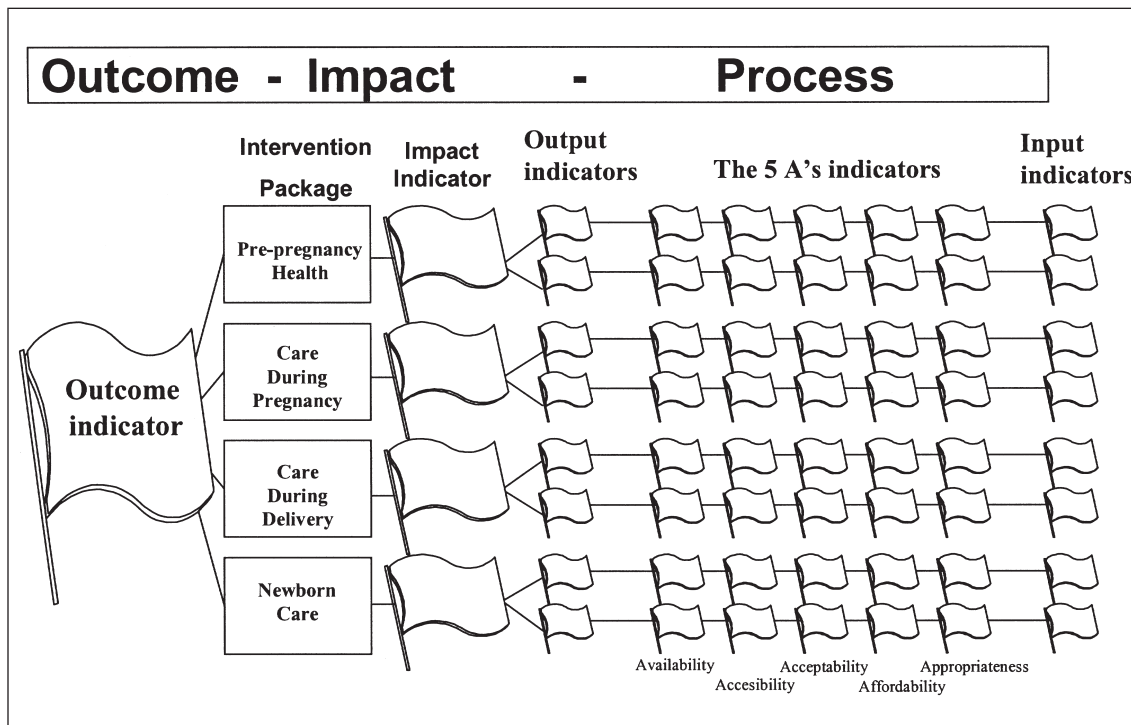 Outcome - Impact - Process
Intervention
Package
Impact
Indicator
Output
indicators
The 5 A's indicators
Input
indicators
Pre-pregnancy
Health
Care
During
Pregnancy
Outcome
indicator
Care
During
Delivery
Newborn
Care
Availability
Accesibility
Acceptability
Affordability
Appropriateness